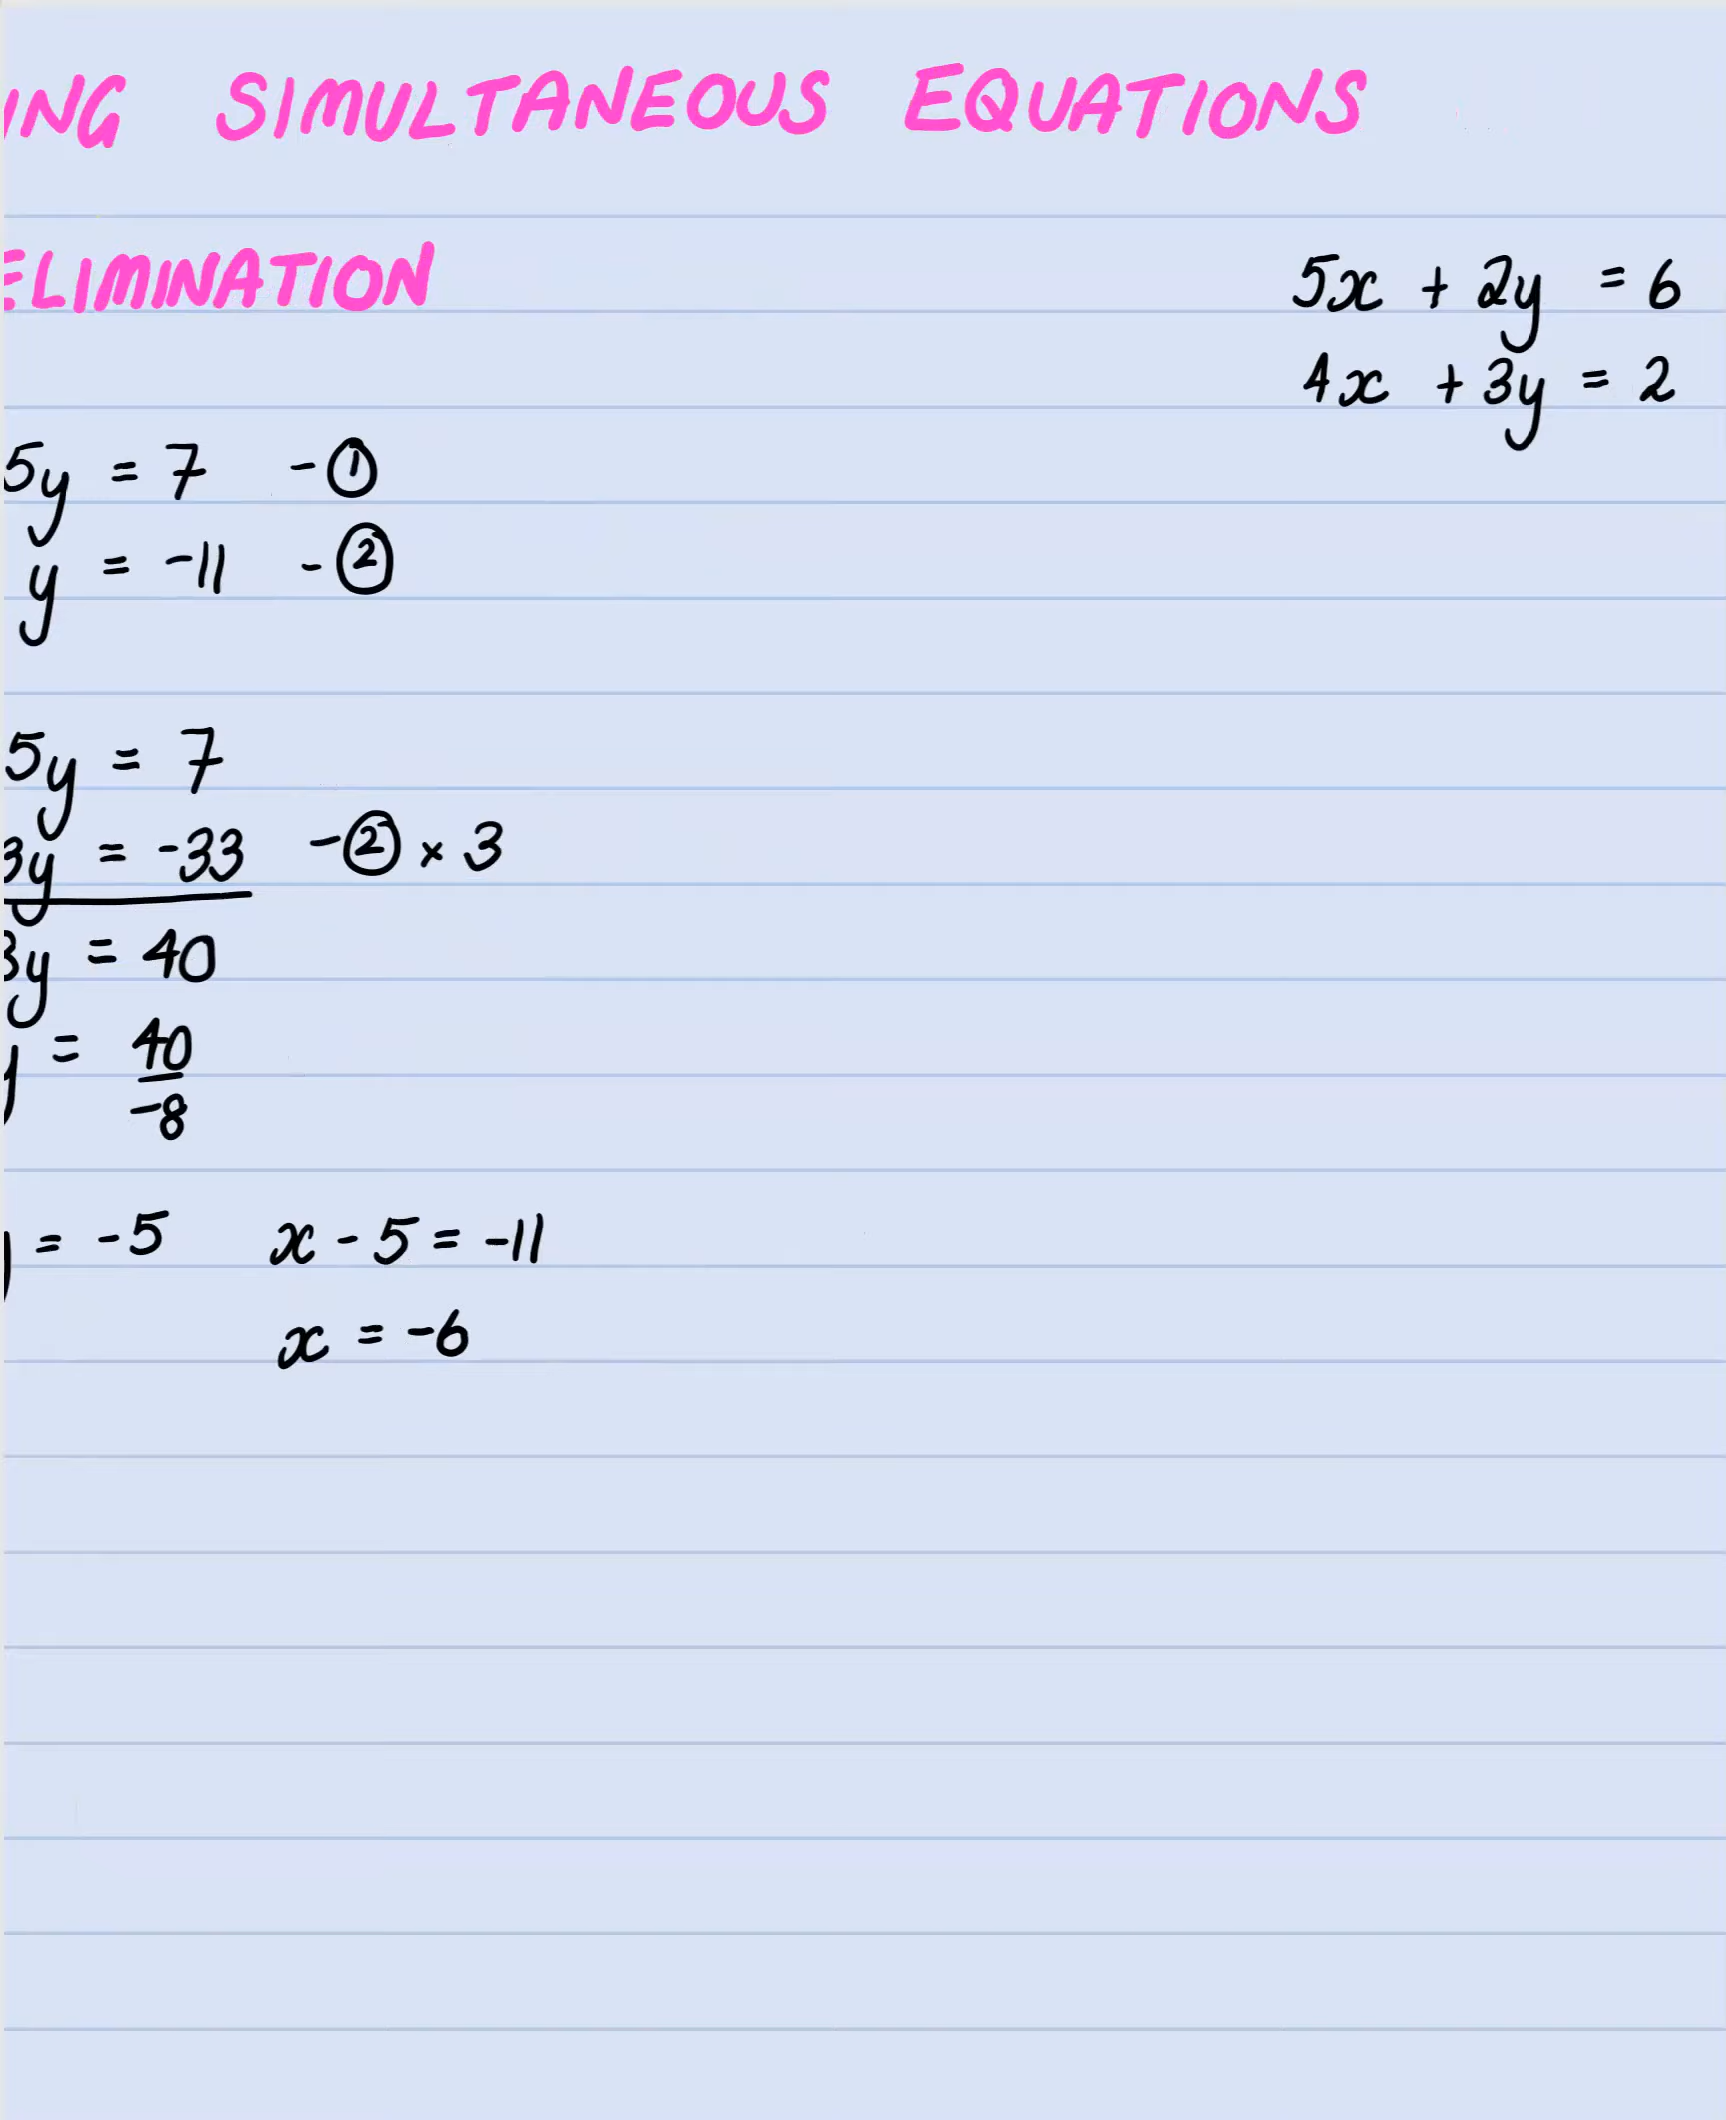 ING SIMULTANEOUS EQUATIONS
ELIMINATION
5x + 2y = 6
4x + 3y = 2
5y = 7 - ①
y = -11 - ②
5y = 7
3y = -33 - ② × 3
8y = 40
y = 40
-8
y = -5 x - 5 = -11
x = -6